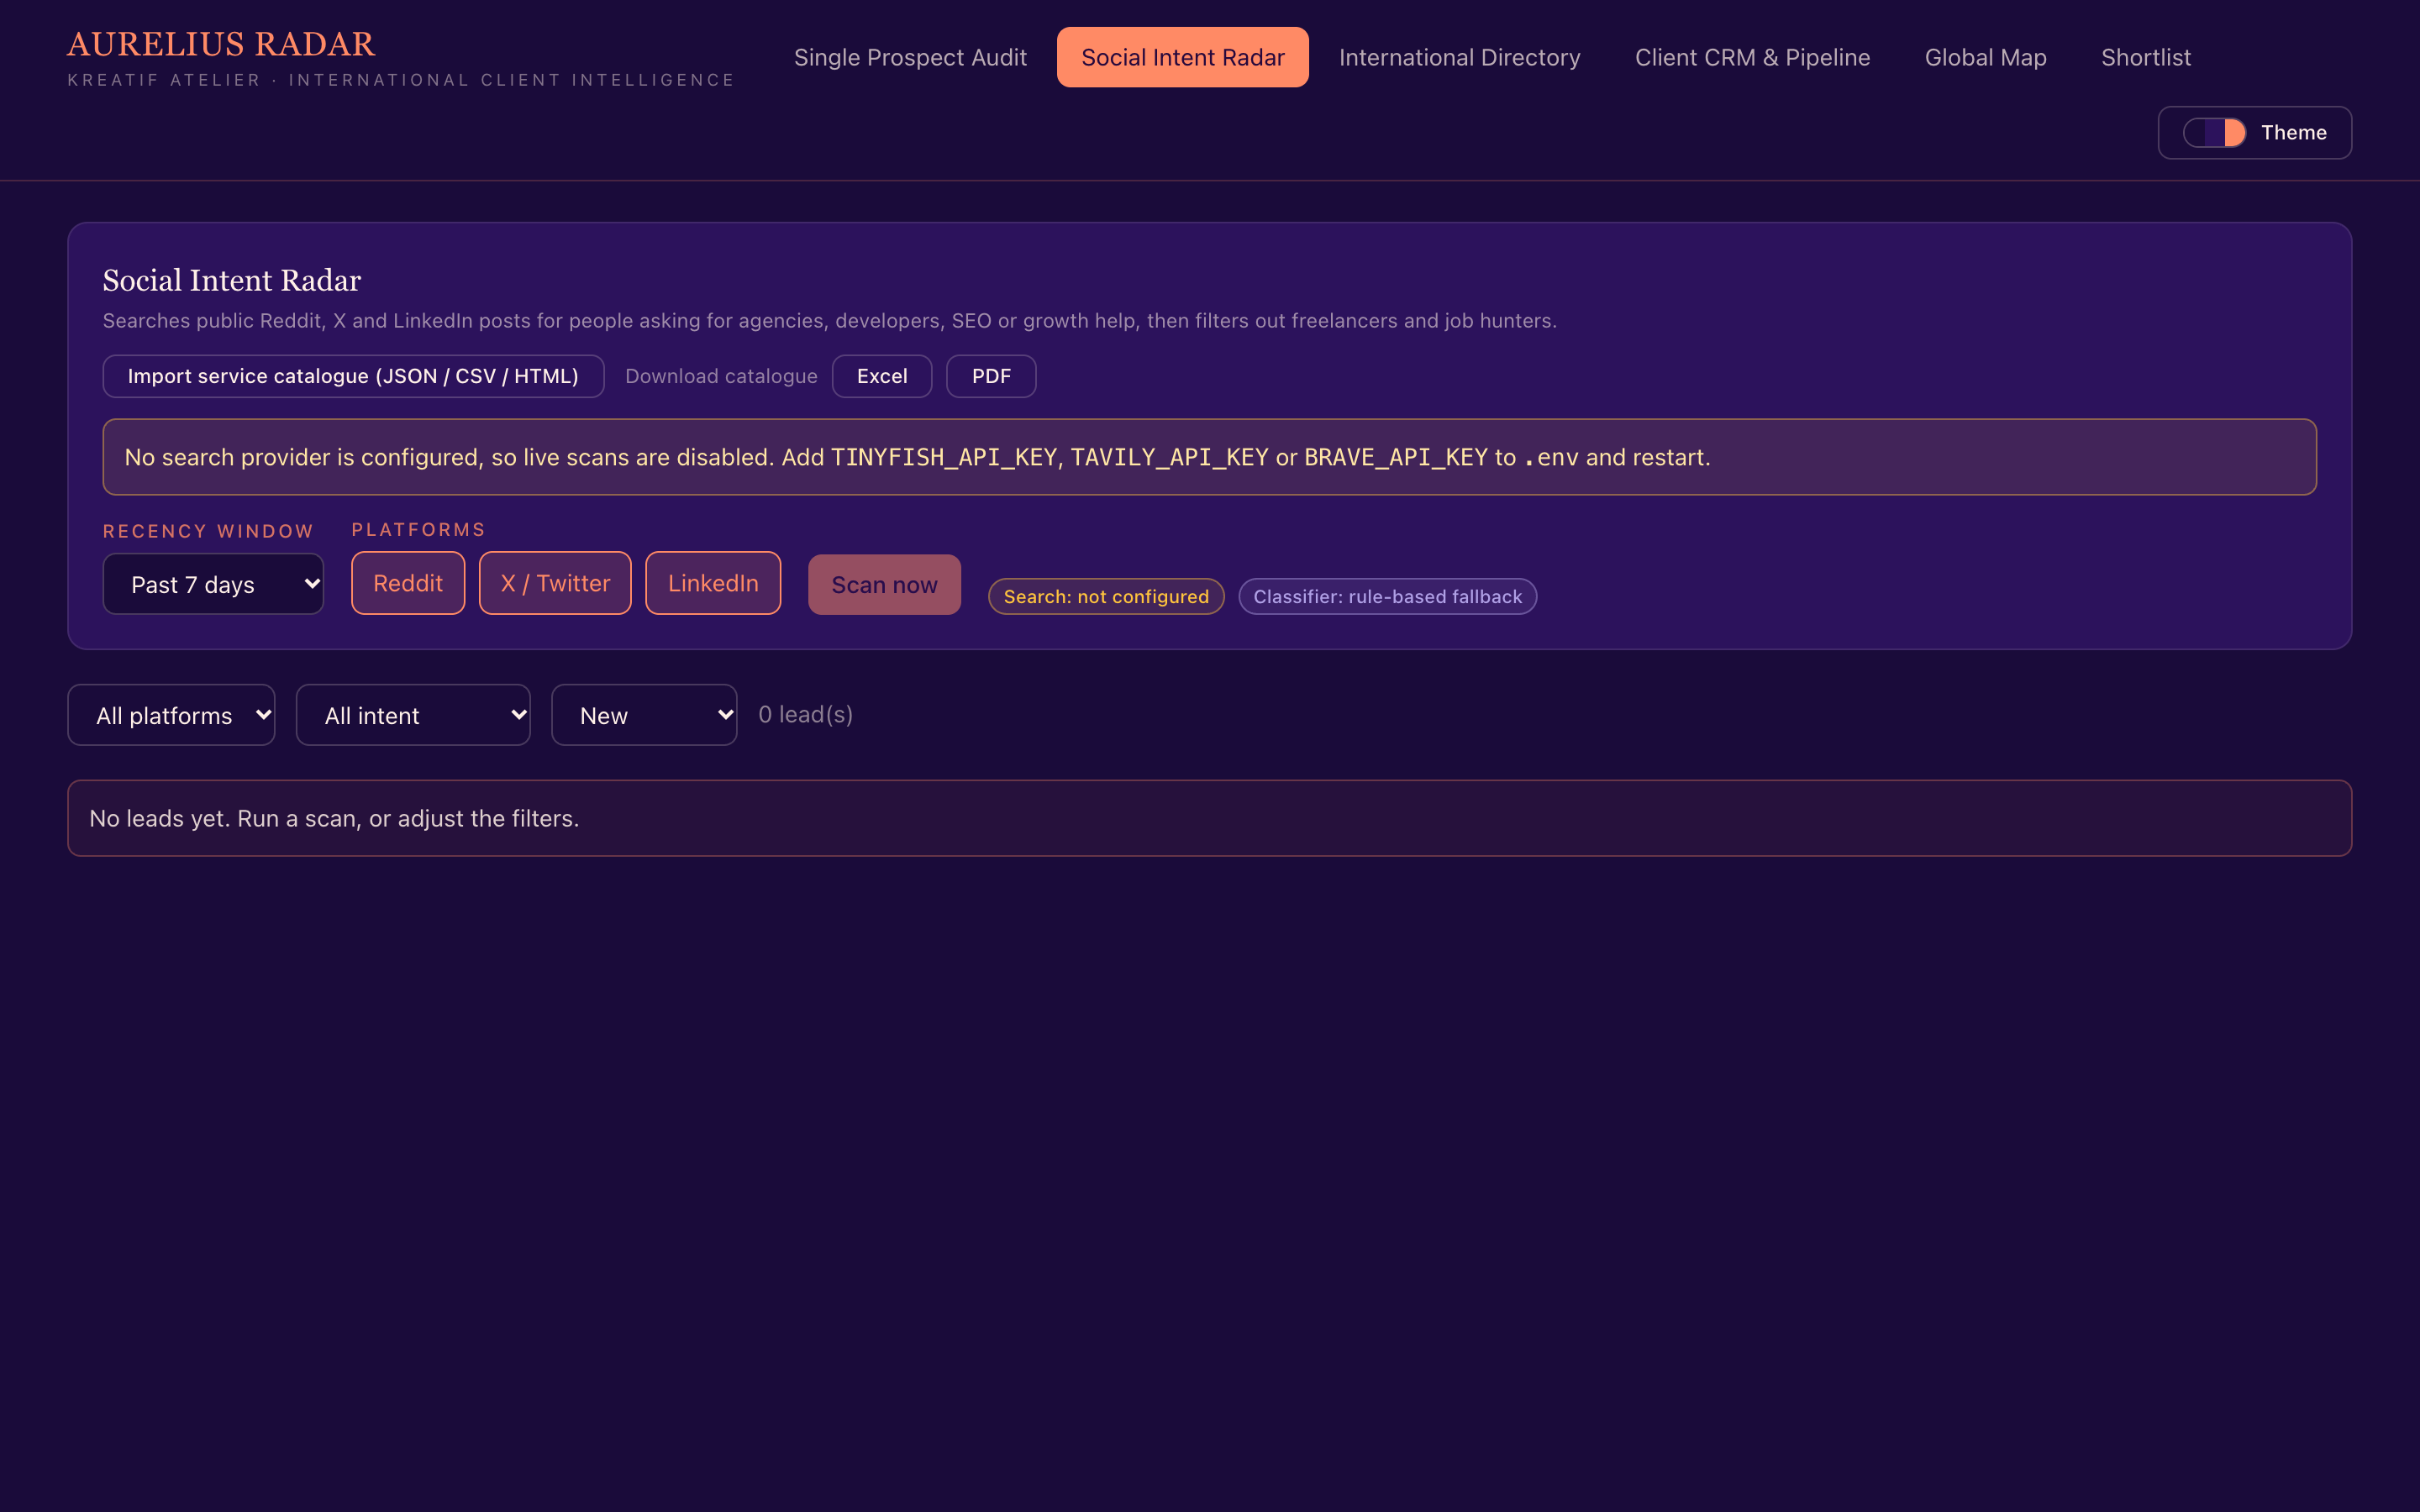 AURELIUS RADAR
KREATIF ATELIER · INTERNATIONAL CLIENT INTELLIGENCE
Single Prospect Audit
Social Intent Radar
International Directory
Client CRM & Pipeline
Global Map
Shortlist
Theme
Social Intent Radar
Searches public Reddit, X and LinkedIn posts for people asking for agencies, developers, SEO or growth help, then filters out freelancers and job hunters.
Import service catalogue (JSON / CSV / HTML)
Download catalogue
Excel
PDF
No search provider is configured, so live scans are disabled. Add TINYFISH_API_KEY, TAVILY_API_KEY or BRAVE_API_KEY to .env and restart.
RECENCY WINDOW
PLATFORMS
Past 7 days
Reddit
X / Twitter
LinkedIn
Scan now
Search: not configured
Classifier: rule-based fallback
All platforms
All intent
New
0 lead(s)
No leads yet. Run a scan, or adjust the filters.